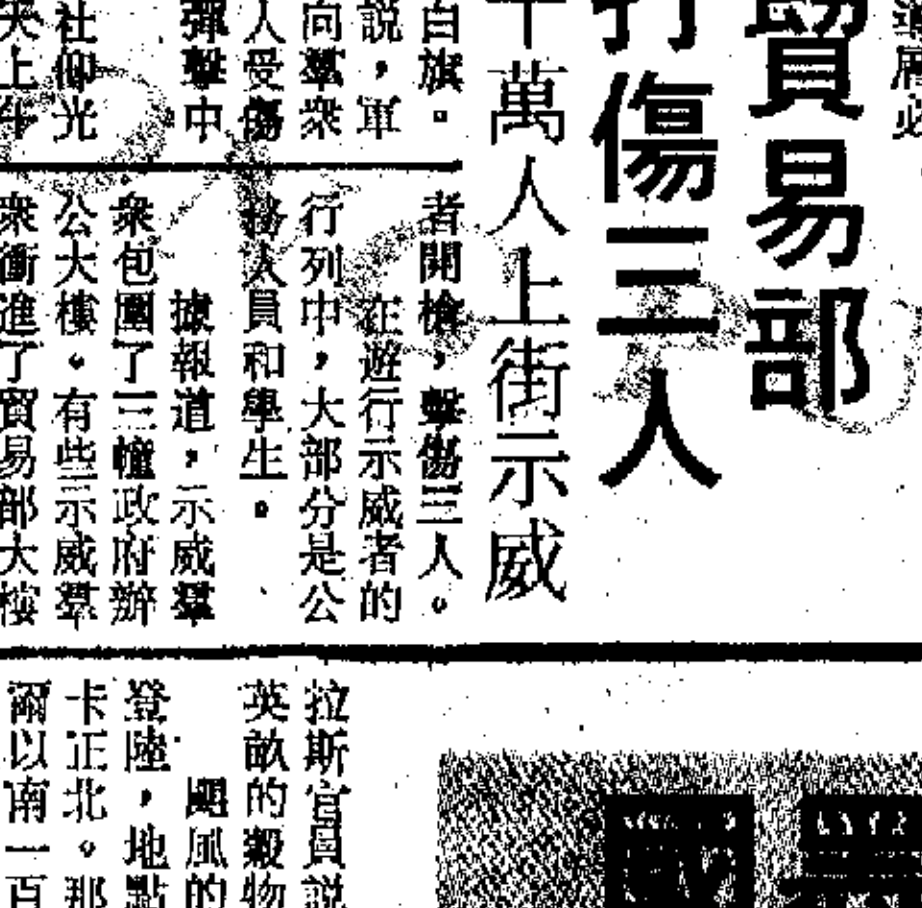 貿易部
打傷三人
十萬人上街示威
白旗。
説，軍
向羣衆
人受傷
彈擊中
社仰光
天上午
者開槍，擊傷三人。
在遊行示威者的
行列中，大部分是公
務人員和學生。
據報道，示威羣
衆包圍了三幢政府辦
公大樓。有些示威羣
衆衝進了貿易部大樓
拉斯官員説
英畝的穀物
颶風的
登陸，地點
卡正北。那
爾以南一百